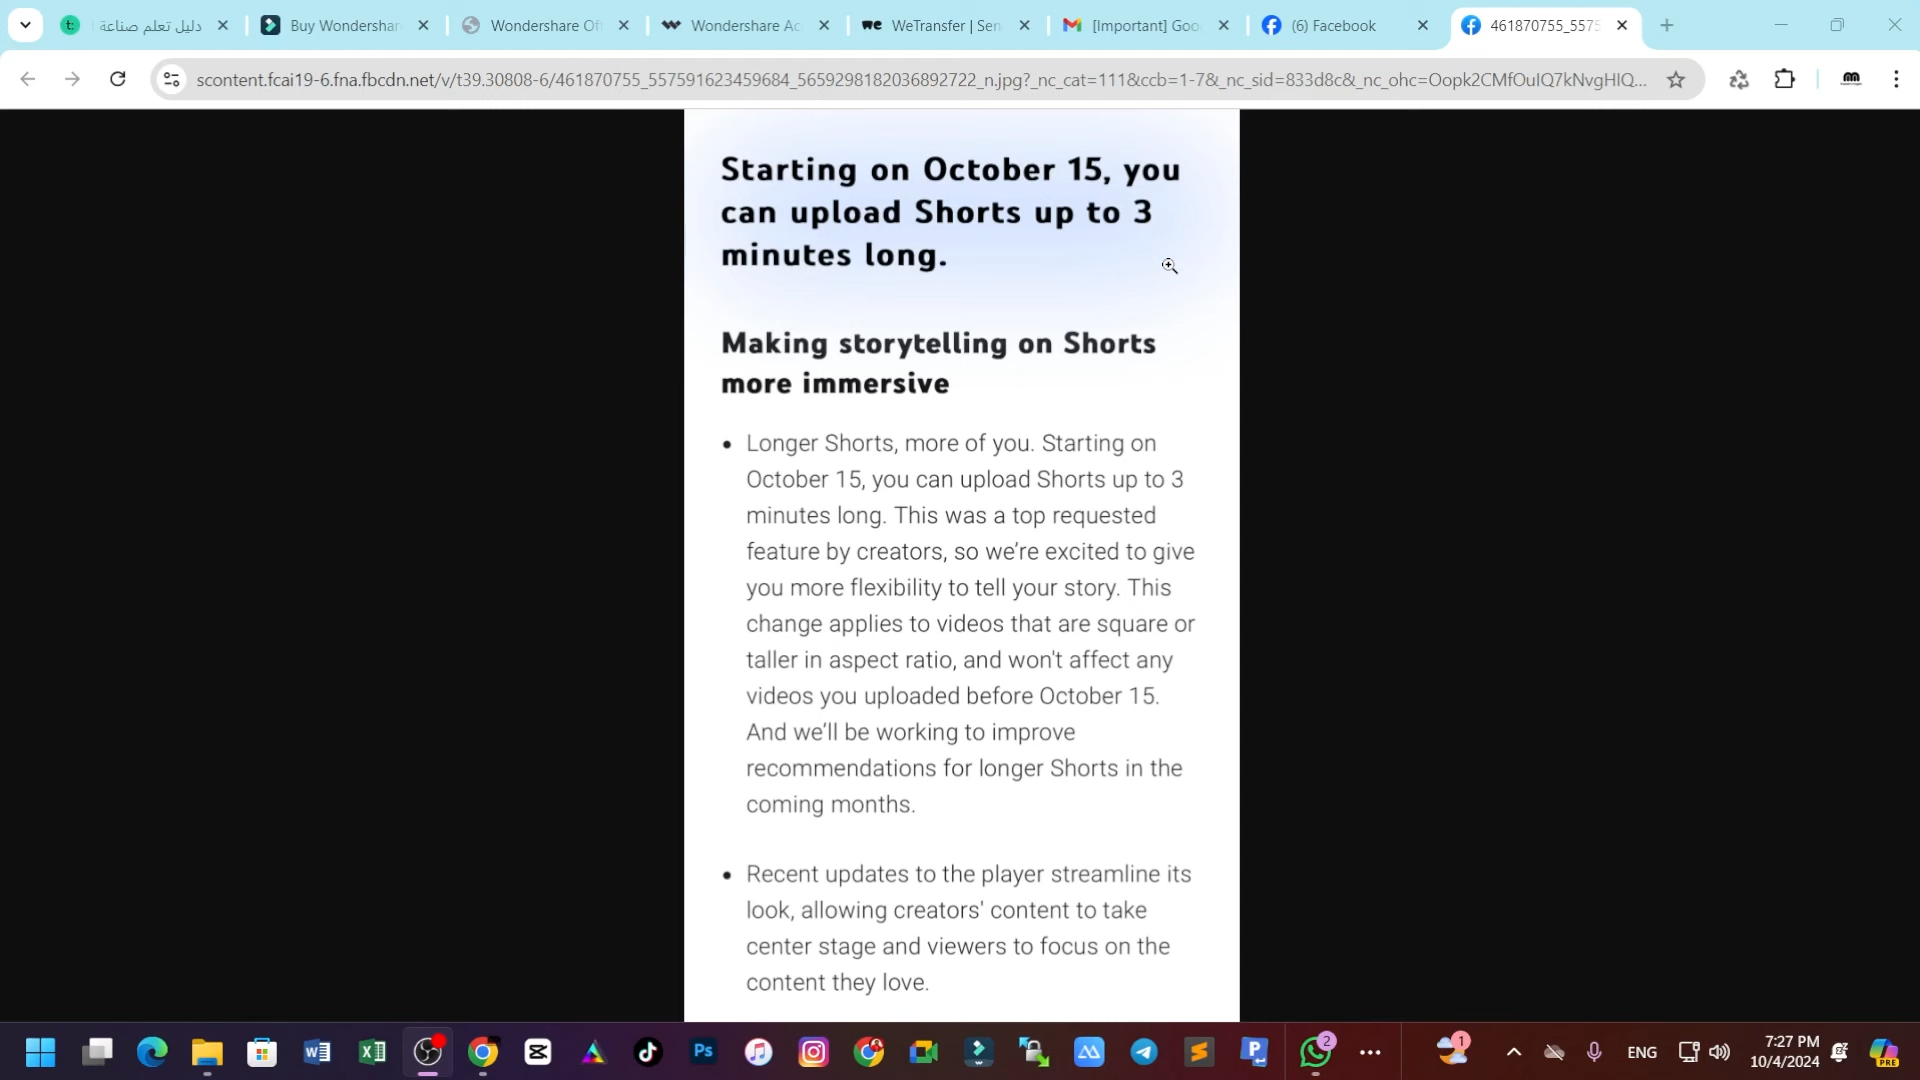 دليل تعلم صناعة
Buy Wondershar
Wondershare Of
Wondershare Ac
WeTransfer | Sen
[Important] Goo
(6) Facebook
461870755_5575
scontent.fcai19-6.fna.fbcdn.net/v/t39.30808-6/461870755_557591623459684_5659298182036892722_n.jpg?_nc_cat=111&ccb=1-7&_nc_sid=833d8c&_nc_ohc=Oopk2CMfOuIQ7kNvgHIQ...
Starting on October 15, you
can upload Shorts up to 3
minutes long.
Making storytelling on Shorts
more immersive
• Longer Shorts, more of you. Starting on
October 15, you can upload Shorts up to 3
minutes long. This was a top requested
feature by creators, so we’re excited to give
you more flexibility to tell your story. This
change applies to videos that are square or
taller in aspect ratio, and won't affect any
videos you uploaded before October 15.
And we’ll be working to improve
recommendations for longer Shorts in the
coming months.
• Recent updates to the player streamline its
look, allowing creators' content to take
center stage and viewers to focus on the
content they love.
Ps
2
1
ENG
7:27 PM
10/4/2024
PRE